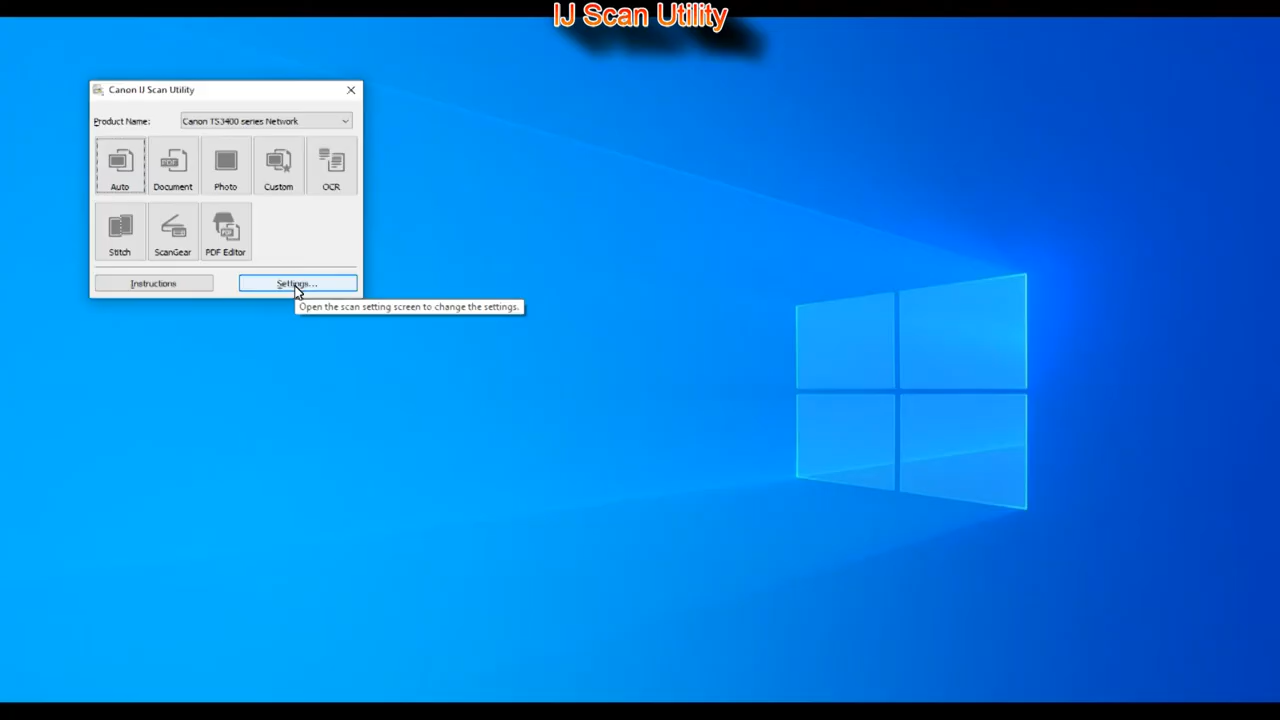 IJ Scan Utility
Canon IJ Scan Utility
Product Name: Canon TS3400 series Network
Auto Document Photo Custom OCR
Stitch ScanGear PDF Editor
Instructions Settings...
Open the scan setting screen to change the settings.